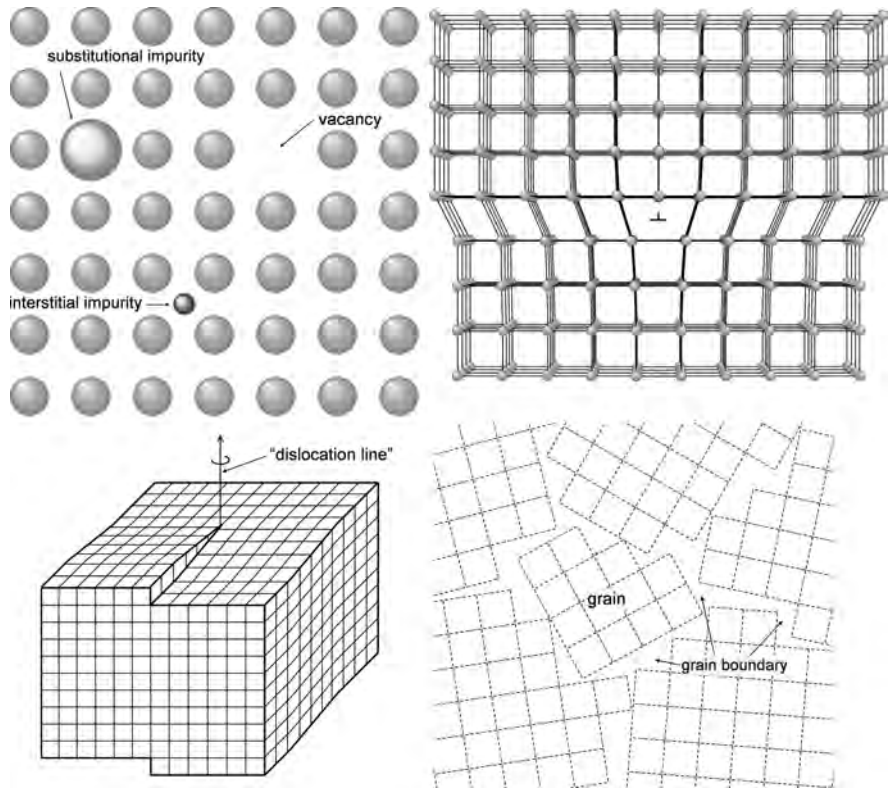 substitutional impurity
vacancy
interstitial impurity
⊥
"dislocation line"
grain
grain boundary